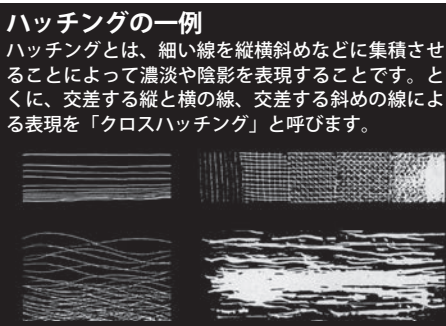 ハッチングの一例
ハッチングとは、細い線を縦横斜めなどに集積させ
ることによって濃淡や陰影を表現することです。と
くに、交差する縦と横の線、交差する斜めの線によ
る表現を「クロスハッチング」と呼びます。